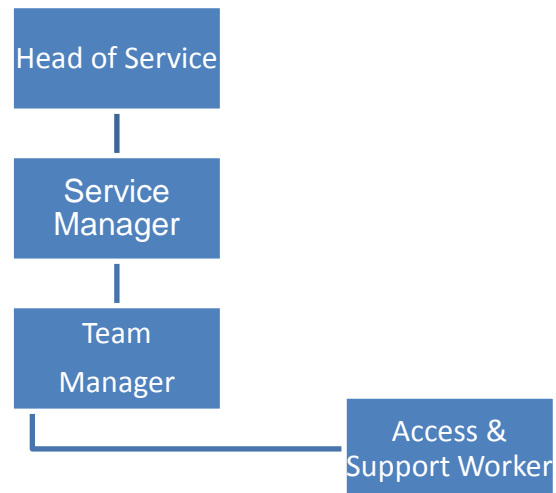 Head of Service
Service
Manager
Team
Manager
Access &
Support Worker